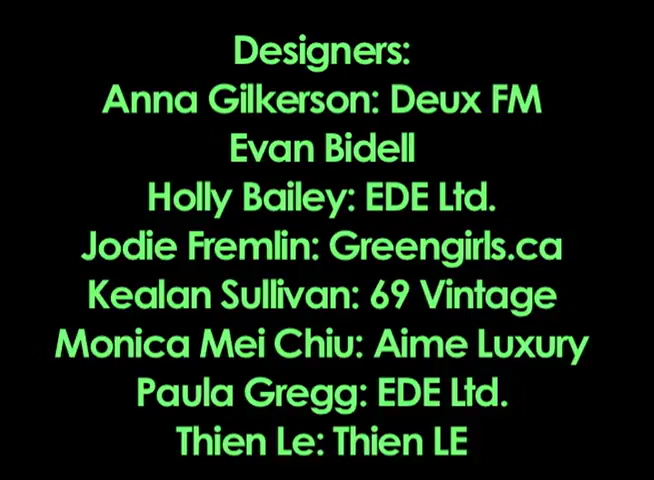 Designers:
Anna Gilkerson: Deux FM
Evan Bidell
Holly Bailey: EDE Ltd.
Jodie Fremlin: Greengirls.ca
Kealan Sullivan: 69 Vintage
Monica Mei Chiu: Aime Luxury
Paula Gregg: EDE Ltd.
Thien Le: Thien LE